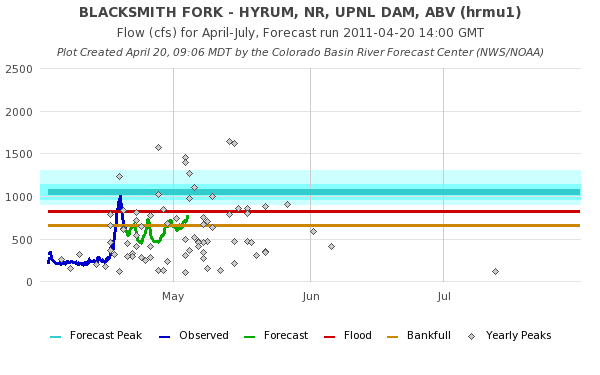 BLACKSMITH FORK - HYRUM, NR, UPNL DAM, ABV (hrmu1)
Flow (cfs) for April-July, Forecast run 2011-04-20 14:00 GMT
Plot Created April 20, 09:06 MDT by the Colorado Basin River Forecast Center (NWS/NOAA)
2500
2000
1500
1000
500
0
May Jun Jul
Forecast Peak Observed Forecast Flood Bankfull Yearly Peaks